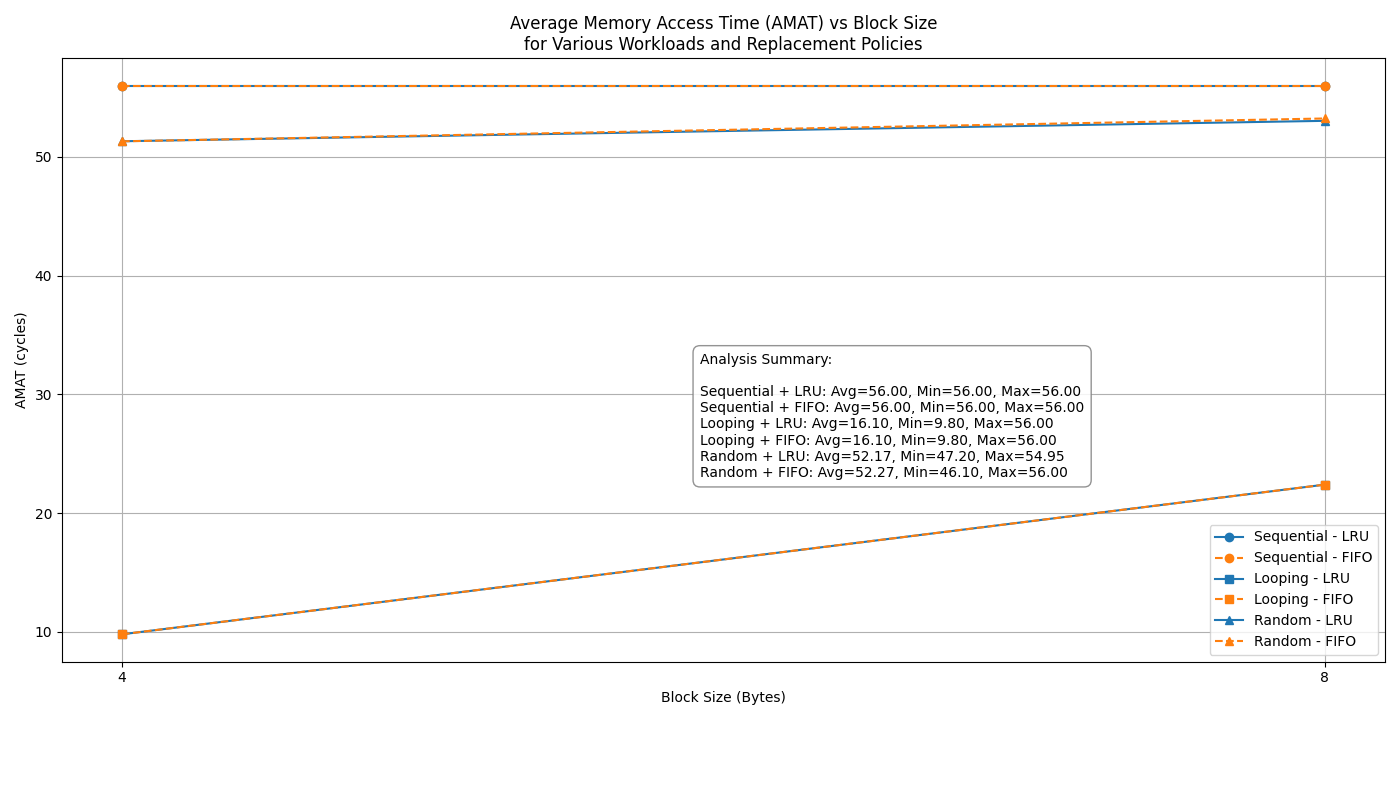 Average Memory Access Time (AMAT) vs Block Size
for Various Workloads and Replacement Policies
AMAT (cycles)
50
40
30
20
10
Analysis Summary:
Sequential + LRU: Avg=56.00, Min=56.00, Max=56.00
Sequential + FIFO: Avg=56.00, Min=56.00, Max=56.00
Looping + LRU: Avg=16.10, Min=9.80, Max=56.00
Looping + FIFO: Avg=16.10, Min=9.80, Max=56.00
Random + LRU: Avg=52.17, Min=47.20, Max=54.95
Random + FIFO: Avg=52.27, Min=46.10, Max=56.00
Sequential - LRU
Sequential - FIFO
Looping - LRU
Looping - FIFO
Random - LRU
Random - FIFO
4
8
Block Size (Bytes)